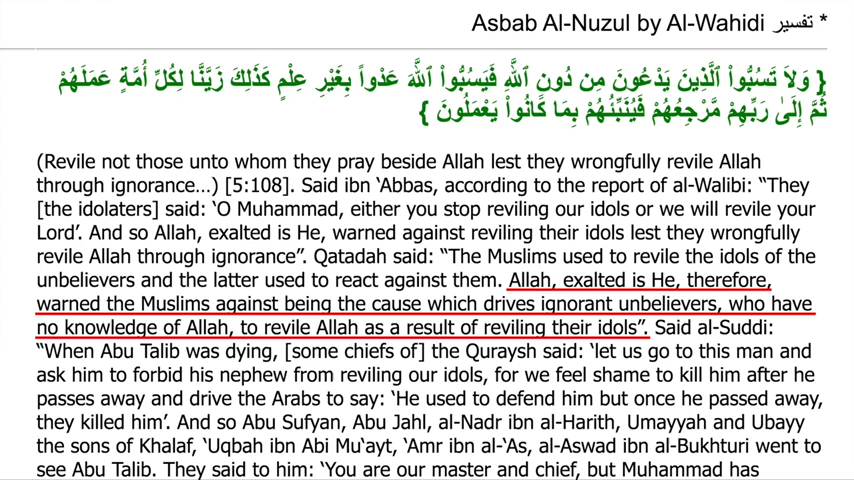 Asbab Al-Nuzul by Al-Wahidi تفسير *
{ وَلاَ تَسُبُّواْ ٱلَّذِينَ يَدْعُونَ مِن دُونِ ٱللَّهِ فَيَسُبُّواْ ٱللَّهَ عَدْواً بِغَيْرِ عِلْمٍ كَذَلِكَ زَيَّنَّا لِكُلِّ أُمَّةٍ عَمَلَهُمْ
ثُمَّ إِلَىٰ رَبِّهِمْ مَّرْجِعُهُمْ فَيُنَبِّئُهُمْ بِمَا كَانُواْ يَعْمَلُونَ }
(Revile not those unto whom they pray beside Allah lest they wrongfully revile Allah
through ignorance…) [5:108]. Said ibn ‘Abbas, according to the report of al-Walibi: “They
[the idolaters] said: ‘O Muhammad, either you stop reviling our idols or we will revile your
Lord’. And so Allah, exalted is He, warned against reviling their idols lest they wrongfully
revile Allah through ignorance”. Qatadah said: “The Muslims used to revile the idols of the
unbelievers and the latter used to react against them. Allah, exalted is He, therefore,
warned the Muslims against being the cause which drives ignorant unbelievers, who have
no knowledge of Allah, to revile Allah as a result of reviling their idols”. Said al-Suddi:
“When Abu Talib was dying, [some chiefs of] the Quraysh said: ‘let us go to this man and
ask him to forbid his nephew from reviling our idols, for we feel shame to kill him after he
passes away and drive the Arabs to say: ‘He used to defend him but once he passed away,
they killed him’. And so Abu Sufyan, Abu Jahl, al-Nadr ibn al-Harith, Umayyah and Ubayy
the sons of Khalaf, ‘Uqbah ibn Abi Mu‘ayt, ‘Amr ibn al-‘As, al-Aswad ibn al-Bukhturi went to
see Abu Talib. They said to him: ‘You are our master and chief, but Muhammad has